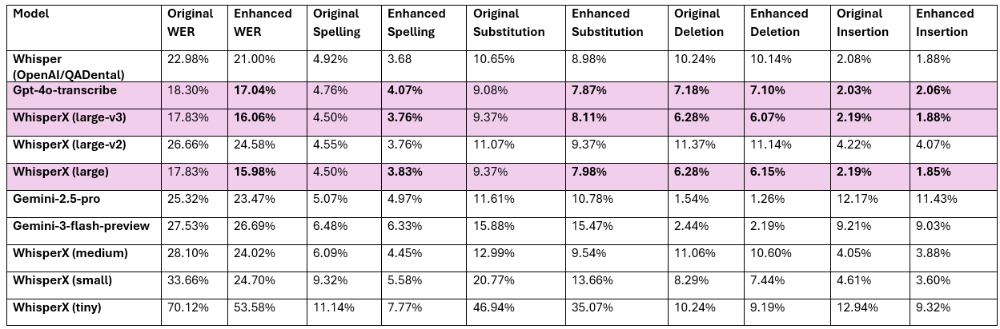 Model Original WER Enhanced WER Original Spelling Enhanced Spelling Original Substitution Enhanced Substitution Original Deletion Enhanced Deletion Original Insertion Enhanced Insertion
Whisper (OpenAI/QADental) 22.98% 21.00% 4.92% 3.68 10.65% 8.98% 10.24% 10.14% 2.08% 1.88%
Gpt-4o-transcribe 18.30% 17.04% 4.76% 4.07% 9.08% 7.87% 7.18% 7.10% 2.03% 2.06%
WhisperX (large-v3) 17.83% 16.06% 4.50% 3.76% 9.37% 8.11% 6.28% 6.07% 2.19% 1.88%
WhisperX (large-v2) 26.66% 24.58% 4.55% 3.76% 11.07% 9.37% 11.37% 11.14% 4.22% 4.07%
WhisperX (large) 17.83% 15.98% 4.50% 3.83% 9.37% 7.98% 6.28% 6.15% 2.19% 1.85%
Gemini-2.5-pro 25.32% 23.47% 5.07% 4.97% 11.61% 10.78% 1.54% 1.26% 12.17% 11.43%
Gemini-3-flash-preview 27.53% 26.69% 6.48% 6.33% 15.88% 15.47% 2.44% 2.19% 9.21% 9.03%
WhisperX (medium) 28.10% 24.02% 6.09% 4.45% 12.99% 9.54% 11.06% 10.60% 4.05% 3.88%
WhisperX (small) 33.66% 24.70% 9.32% 5.58% 20.77% 13.66% 8.29% 7.44% 4.61% 3.60%
WhisperX (tiny) 70.12% 53.58% 11.14% 7.77% 46.94% 35.07% 10.24% 9.19% 12.94% 9.32%